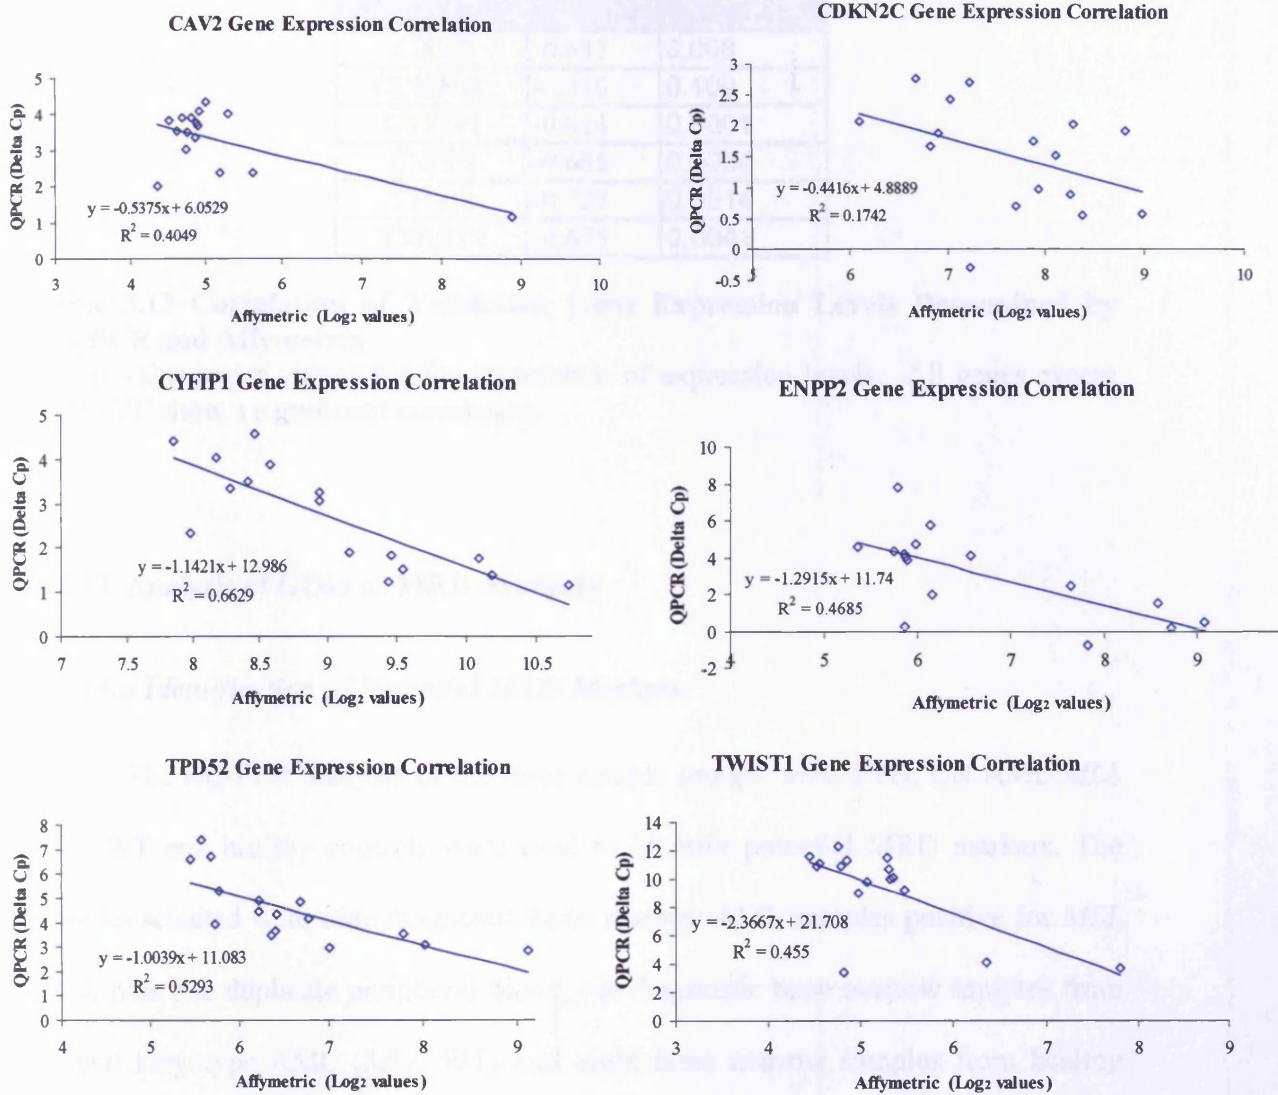 CAV2 Gene Expression Correlation
QPCR (Delta Cp)
5
4
3
2
1
0
y = -0.5375x + 6.0529
R² = 0.4049
3 4 5 6 7 8 9 10
Affymetric (Log2 values)
CDKN2C Gene Expression Correlation
QPCR (Delta Cp)
3
2.5
2
1.5
1
0.5
0
-0.5
y = -0.4416x + 4.8889
R² = 0.1742
5 6 7 8 9 10
Affymetric (Log2 values)
CYFIP1 Gene Expression Correlation
QPCR (Delta Cp)
5
4
3
2
1
0
y = -1.1421x + 12.986
R² = 0.6629
7 7.5 8 8.5 9 9.5 10 10.5
Affymetric (Log2 values)
ENPP2 Gene Expression Correlation
QPCR (Delta Cp)
10
8
6
4
2
0
-2
y = -1.2915x + 11.74
R² = 0.4685
4 5 6 7 8 9
Affymetric (Log2 values)
TPD52 Gene Expression Correlation
QPCR (Delta Cp)
8
7
6
5
4
3
2
1
0
y = -1.0039x + 11.083
R² = 0.5293
4 5 6 7 8 9
Affymetric (Log2 values)
TWIST1 Gene Expression Correlation
QPCR (Delta Cp)
14
12
10
8
6
4
2
0
y = -2.3667x + 21.708
R² = 0.455
3 4 5 6 7 8 9
Affymetric (Log2 values)